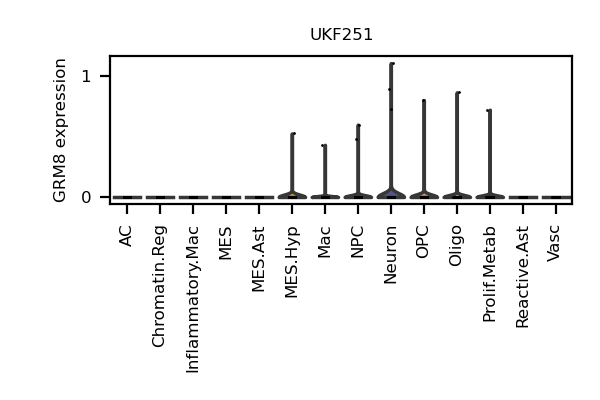 UKF251
GRM8 expression
1
0
AC
Chromatin.Reg
Inflammatory.Mac
MES
MES.Ast
MES.Hyp
Mac
NPC
Neuron
OPC
Oligo
Prolif.Metab
Reactive.Ast
Vasc